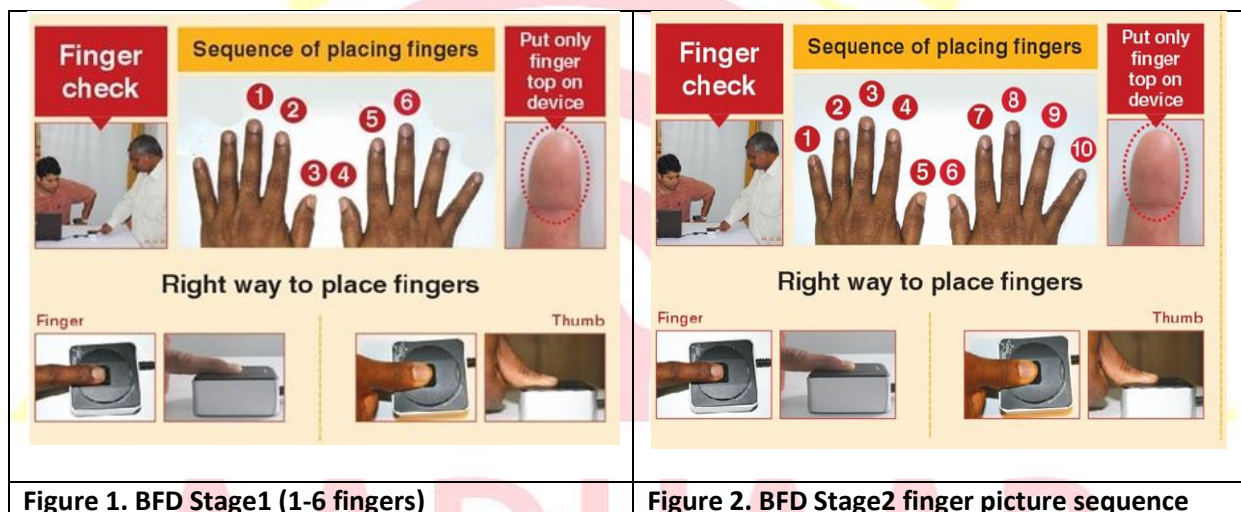 Finger
check
Sequence of placing fingers
Put only
finger
top on
device
1
2
3
4
5
6
Right way to place fingers
Finger
Thumb
Figure 1. BFD Stage1 (1-6 fingers)
Finger
check
Sequence of placing fingers
Put only
finger
top on
device
1
2
3
4
5
6
7
8
9
10
Right way to place fingers
Finger
Thumb
Figure 2. BFD Stage2 finger picture sequence